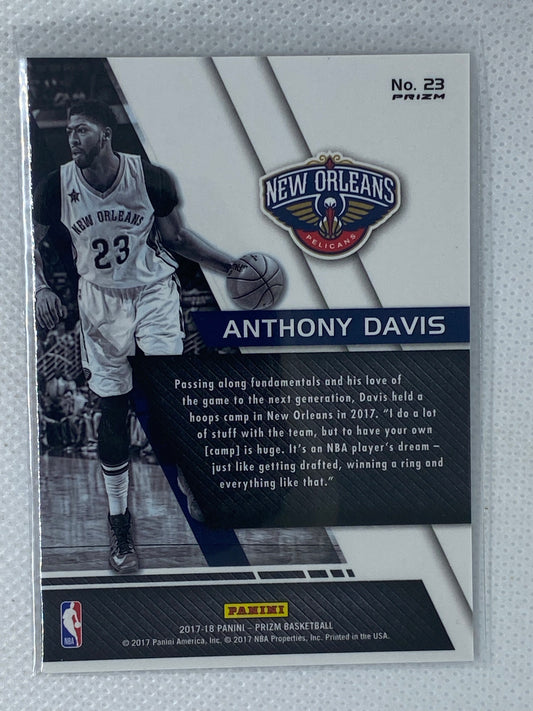 No. 23
PRIZM
NEW ORLEANS
PELICANS
NEW ORLEANS
23
ANTHONY DAVIS
Passing along fundamentals and his love of
the game to the next generation, Davis held a
hoops camp in New Orleans in 2017. “I do a lot
of stuff with the team, but to have your own
[camp] is huge. It’s an NBA player’s dream –
just like getting drafted, winning a ring and
everything like that.”
PANINI
NBA
2017-18 PANINI – PRIZM BASKETBALL
© 2017 Panini America, Inc. © 2017 NBA Properties, Inc. Printed in the USA.